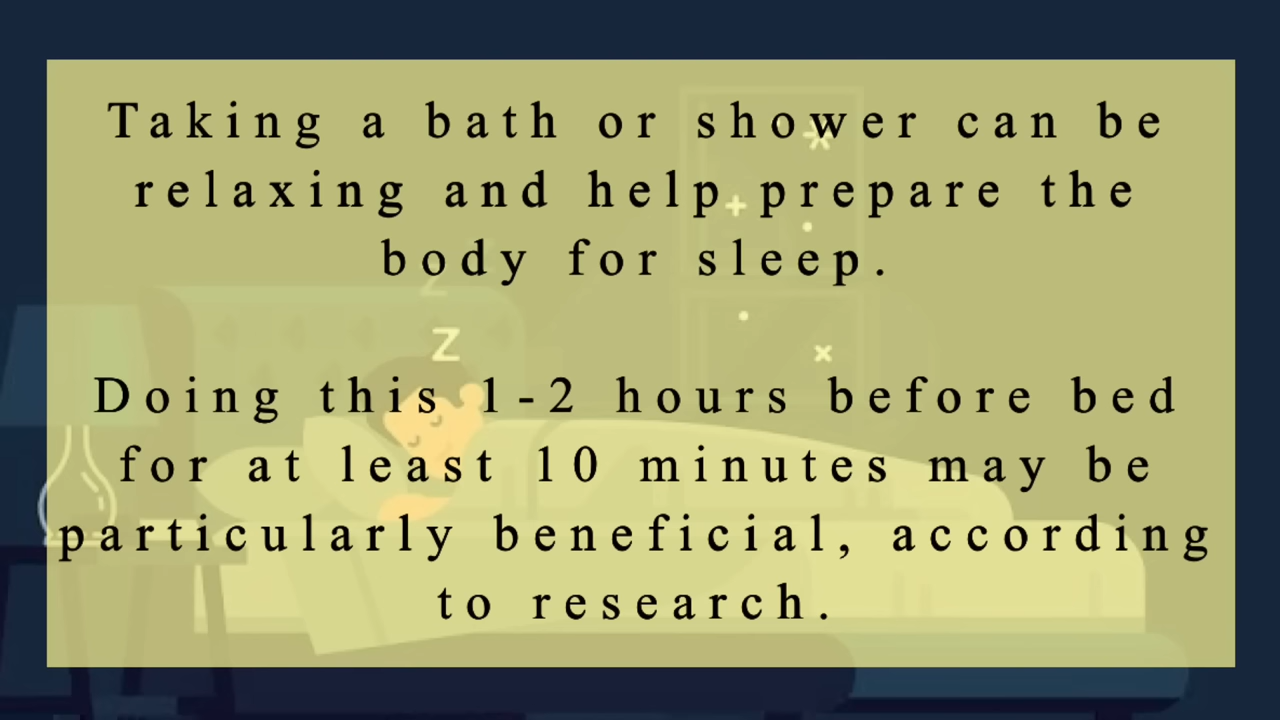 Taking a bath or shower can be
relaxing and help prepare the
body for sleep.
Z
Z
Doing this 1-2 hours before bed
for at least 10 minutes may be
particularly beneficial, according
to research.